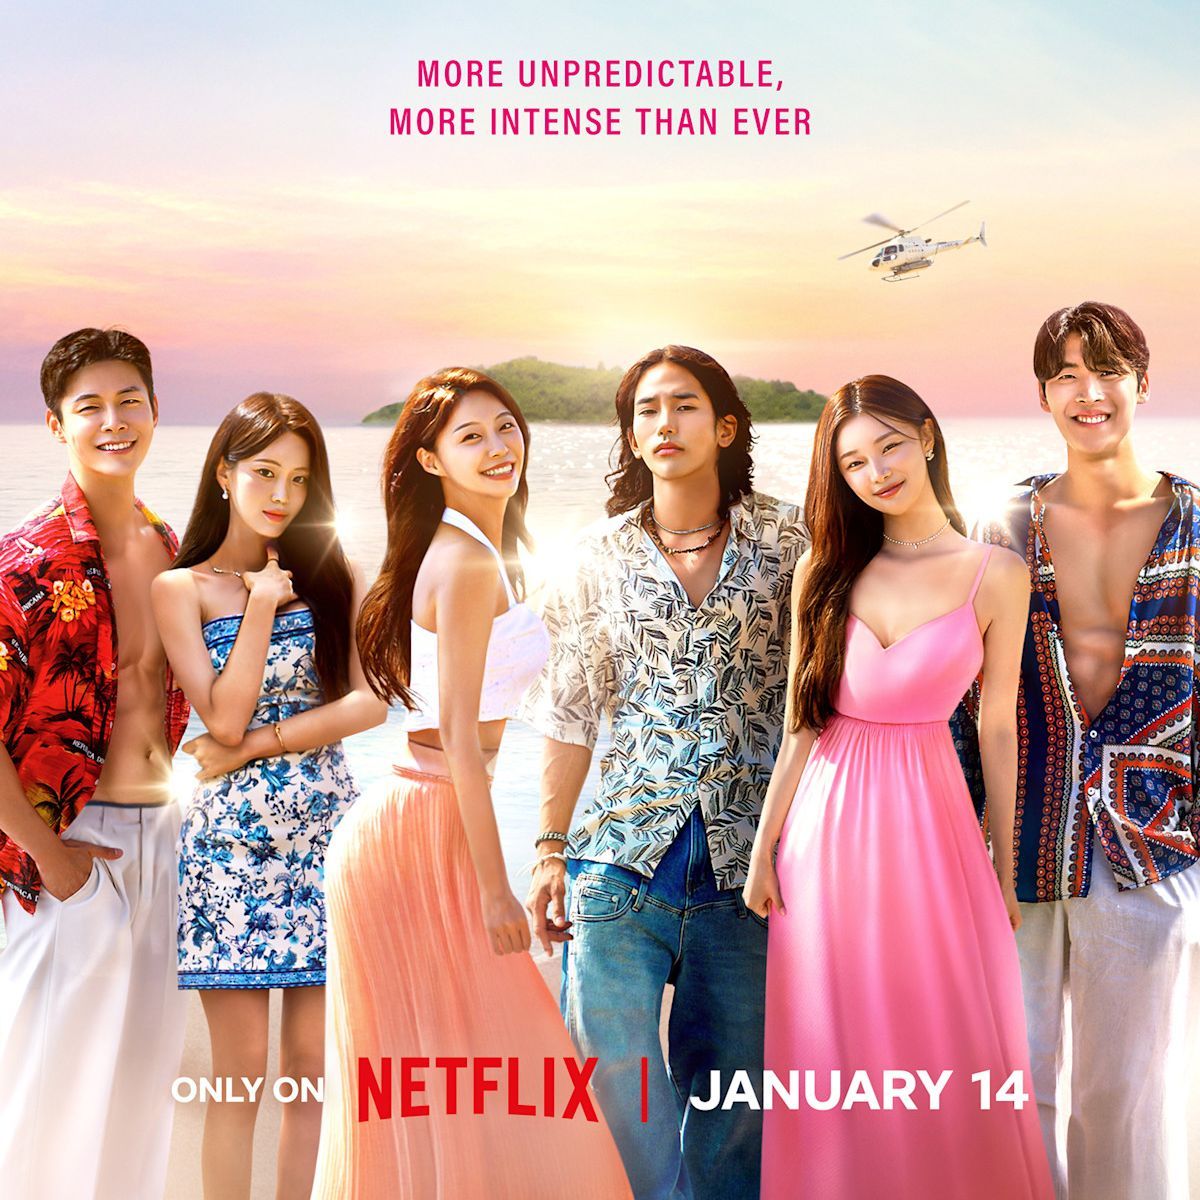 MORE UNPREDICTABLE,
MORE INTENSE THAN EVER
ONLY ON NETFLIX | JANUARY 14